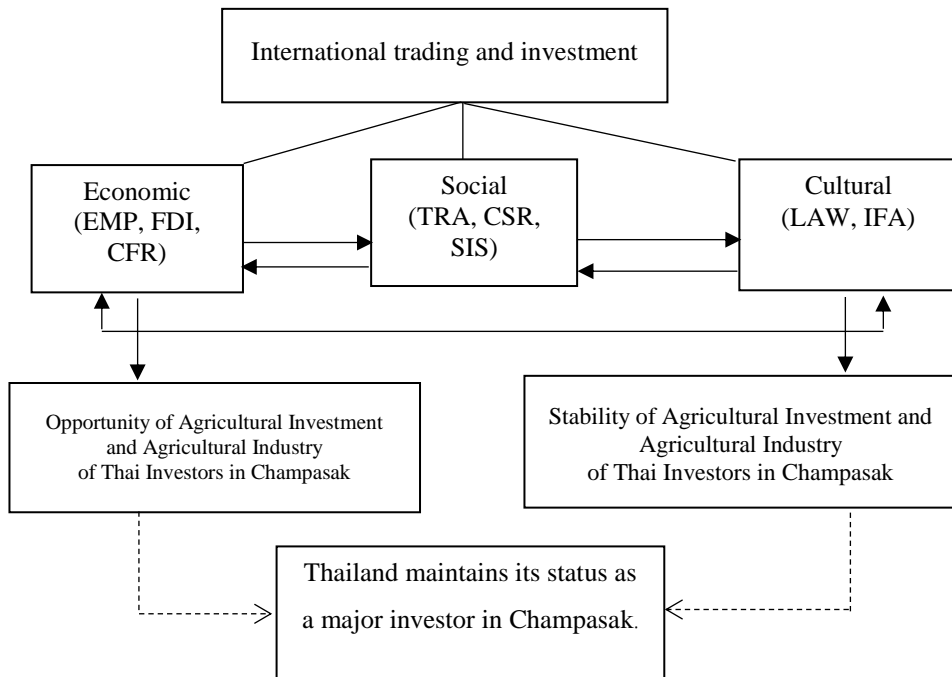 International trading and investment
Economic
(EMP, FDI,
CFR)
Social
(TRA, CSR,
SIS)
Cultural
(LAW, IFA)
Opportunity of Agricultural Investment
and Agricultural Industry
of Thai Investors in Champasak
Stability of Agricultural Investment and
Agricultural Industry
of Thai Investors in Champasak
Thailand maintains its status as
a major investor in Champasak.